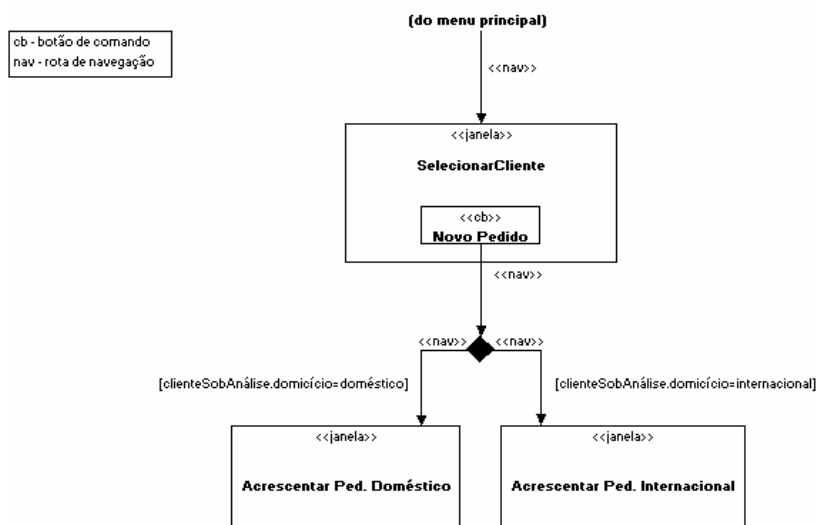 (do menu principal)
cb - botão de comando
nav - rota de navegação
<<nav>>
<<janela>>
SelecionarCliente
<<cb>>
Novo Pedido
<<nav>>
<<nav>> <<nav>>
[clienteSobAnálise.domicício=doméstico] [clienteSobAnálise.domicício=internacional]
<<janela>> <<janela>>
Acrescentar Ped. Doméstico Acrescentar Ped. Internacional